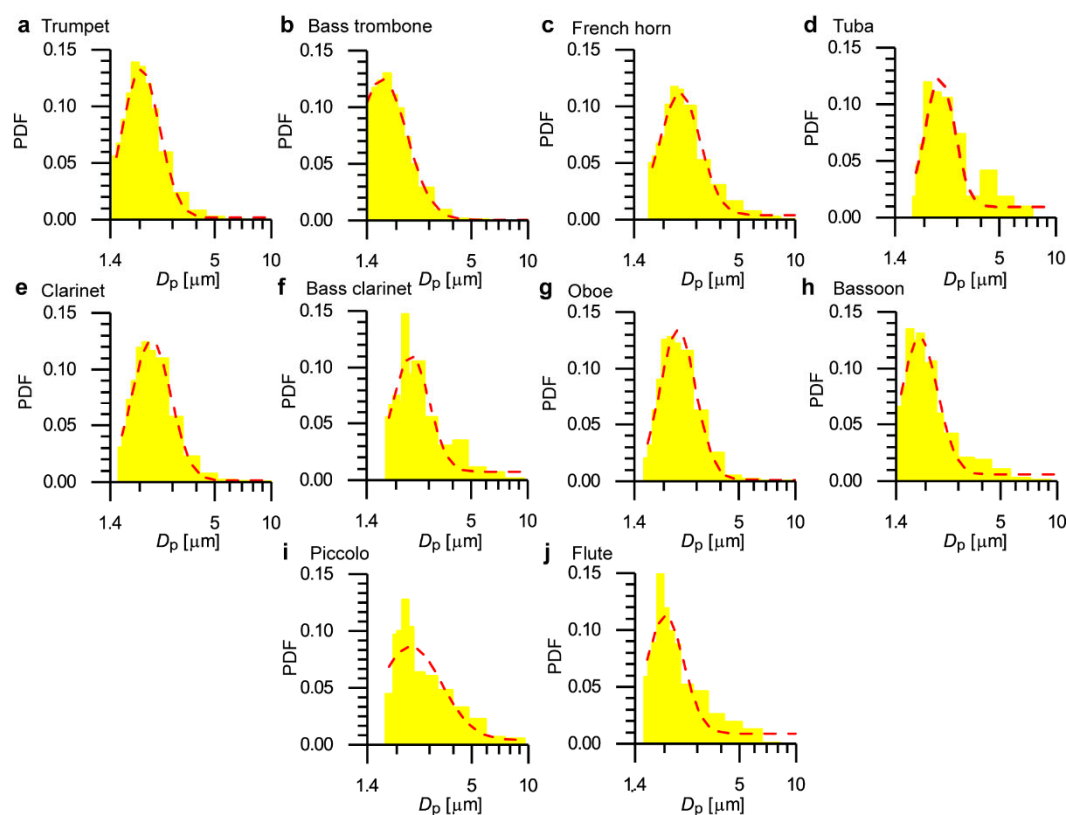 a Trumpet
0.15
0.10
0.05
0.00
PDF
1.4 5 10
Dp [μm]
b Bass trombone
0.15
0.10
0.05
0.00
PDF
1.4 5 10
Dp [μm]
c French horn
0.15
0.10
0.05
0.00
PDF
1.4 5 10
Dp [μm]
d Tuba
0.15
0.10
0.05
0.00
PDF
1.4 5 10
Dp [μm]
e Clarinet
0.15
0.10
0.05
0.00
PDF
1.4 5 10
Dp [μm]
f Bass clarinet
0.15
0.10
0.05
0.00
PDF
1.4 5 10
Dp [μm]
g Oboe
0.15
0.10
0.05
0.00
PDF
1.4 5 10
Dp [μm]
h Bassoon
0.15
0.10
0.05
0.00
PDF
1.4 5 10
Dp [μm]
i Piccolo
0.15
0.10
0.05
0.00
PDF
1.4 5 10
Dp [μm]
j Flute
0.15
0.10
0.05
0.00
PDF
1.4 5 10
Dp [μm]